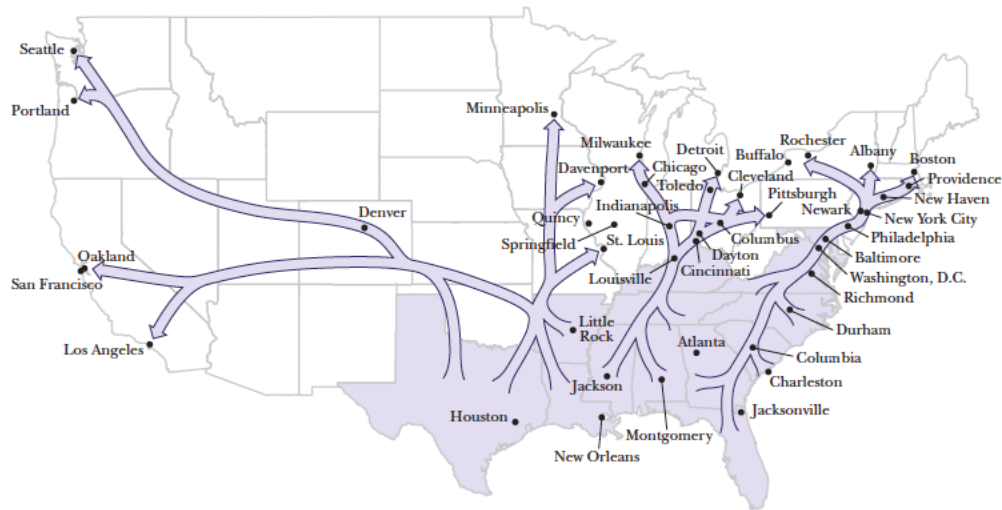 Seattle
Portland
Minneapolis
Milwaukee
Davenport
Chicago
Detroit
Toledo
Buffalo
Rochester
Cleveland
Albany
Boston
Providence
New Haven
Pittsburgh
Newark
New York City
Indianapolis
Quincy
Springfield
St. Louis
Denver
Columbus
Philadelphia
Dayton
Baltimore
Louisville
Cincinnati
Washington, D.C.
Oakland
San Francisco
Richmond
Los Angeles
Little
Rock
Durham
Atlanta
Columbia
Jackson
Charleston
Houston
Jacksonville
Montgomery
New Orleans